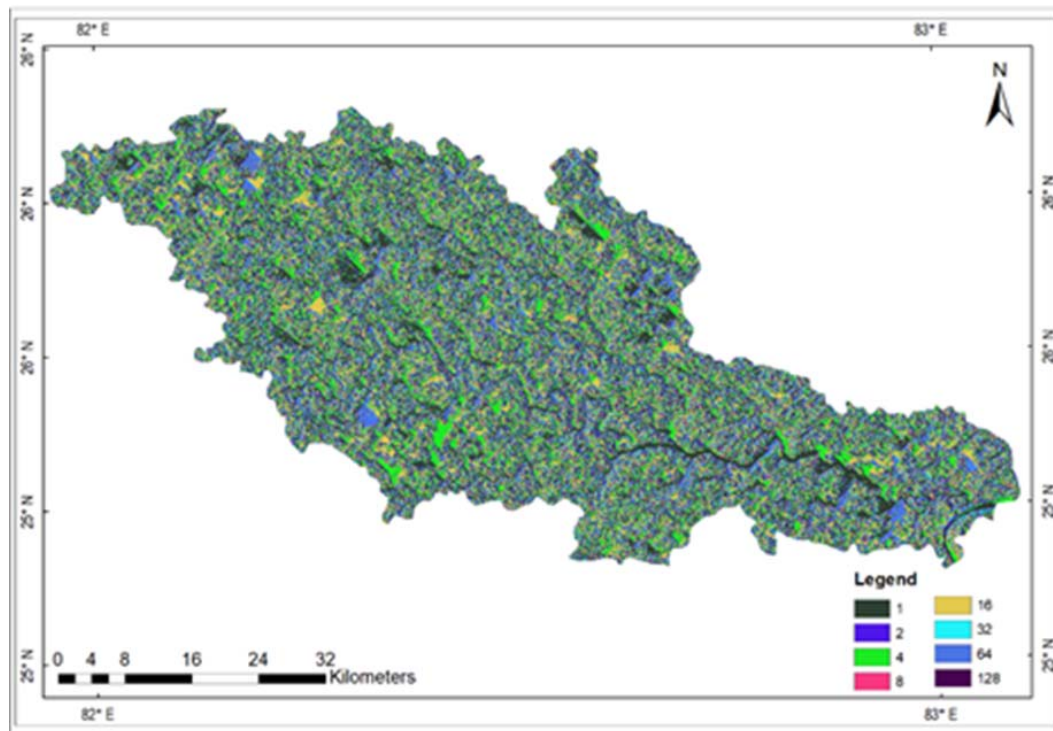 82° E 83° E
26° N
N
26° N 26° N
26° N 26° N
25° N 25° N
Legend
1 16
2 32
4 64
8 128
0 4 8 16 24 32
Kilometers
25° N 25° N
82° E 83° E